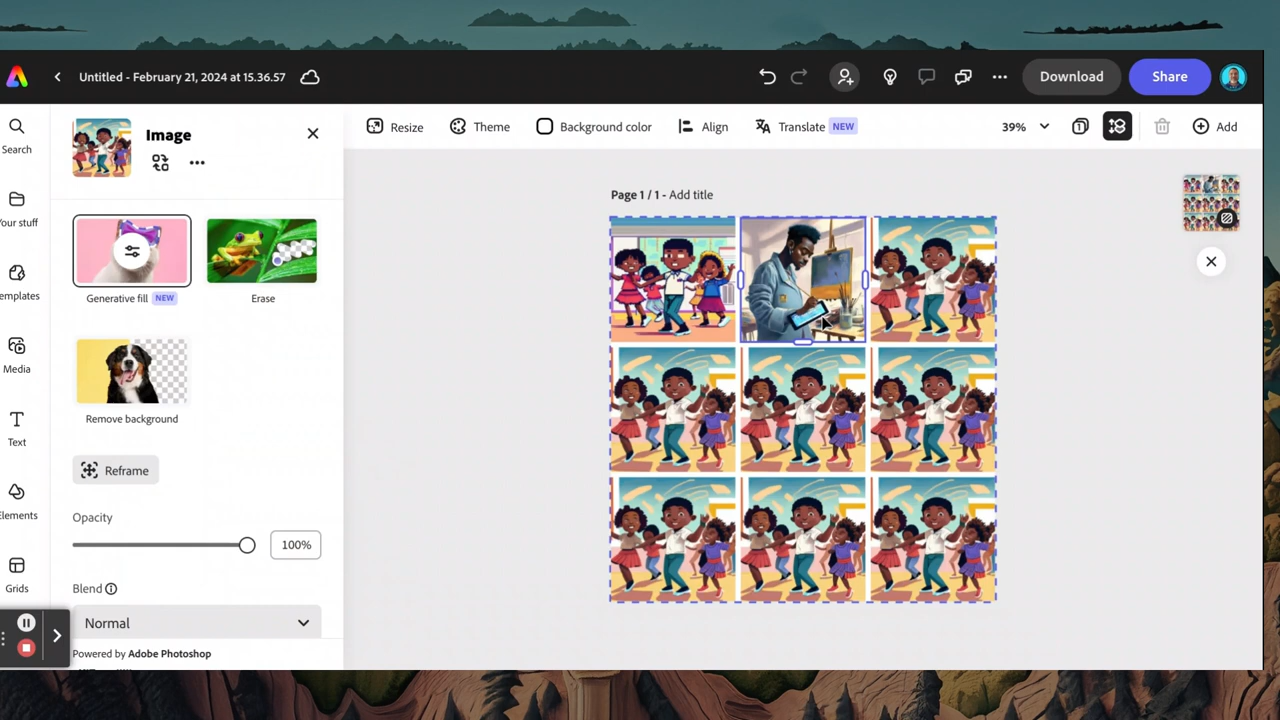 Untitled - February 21, 2024 at 15.36.57
Download
Share
Search
Your stuff
emplates
Media
Text
Elements
Grids
Image
Generative fill NEW
Erase
Remove background
Reframe
Opacity
100%
Blend
Normal
Powered by Adobe Photoshop
Resize
Theme
Background color
Align
Translate NEW
39%
1
Add
Page 1 / 1 - Add title